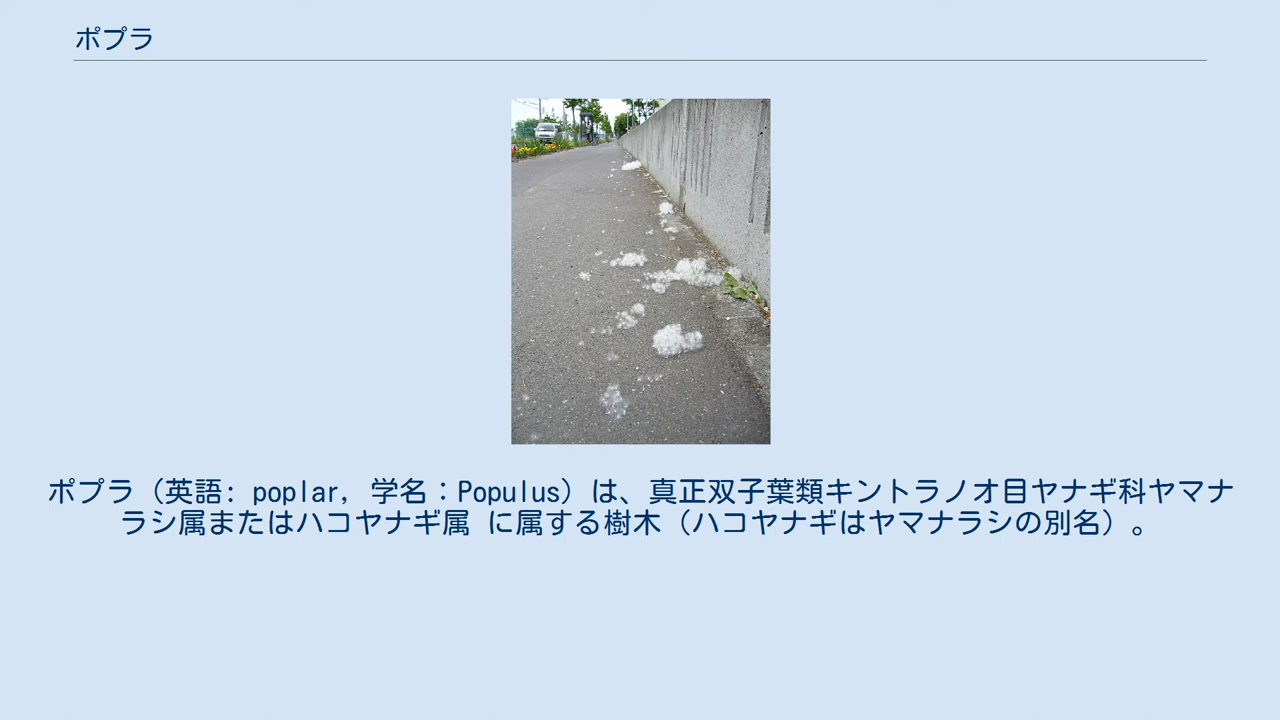 ポプラ
ポプラ（英語: poplar, 学名：Populus）は、真正双子葉類キントラノオ目ヤナギ科ヤマナ
ラシ属またはハコヤナギ属 に属する樹木（ハコヤナギはヤマナラシの別名）。